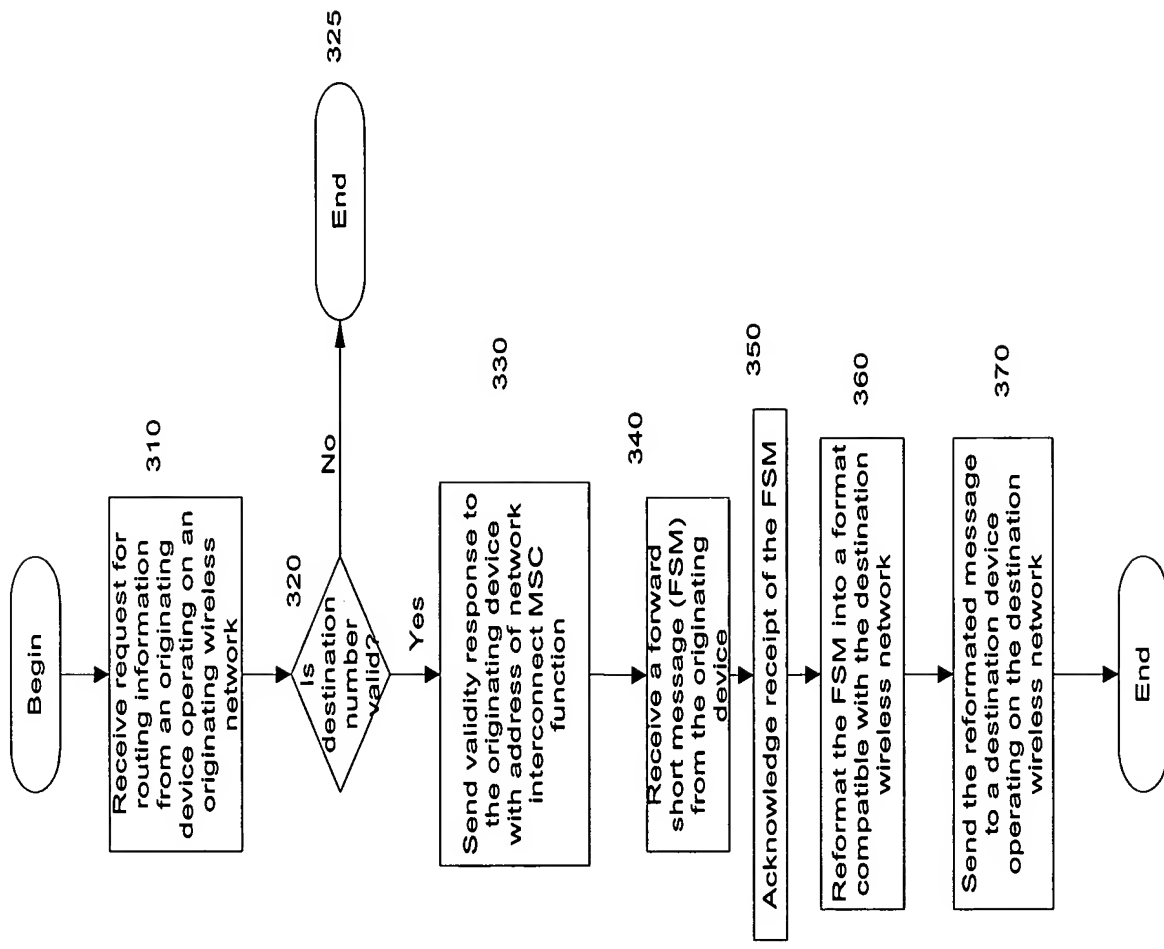 Begin
310
Receive request for
routing information
from an originating
device operating on an
originating wireless
network
320
Is
destination
number
valid?
No
End
325
Yes
330
Send validity response to
the originating device
with address of network
interconnect MSC
function
340
Receive a forward
short message (FSM)
from the originating
device
350
Acknowledge receipt of the FSM
360
Reformat the FSM into a format
compatible with the destination
wireless network
370
Send the reformated message
to a destination device
operating on the destination
wireless network
End